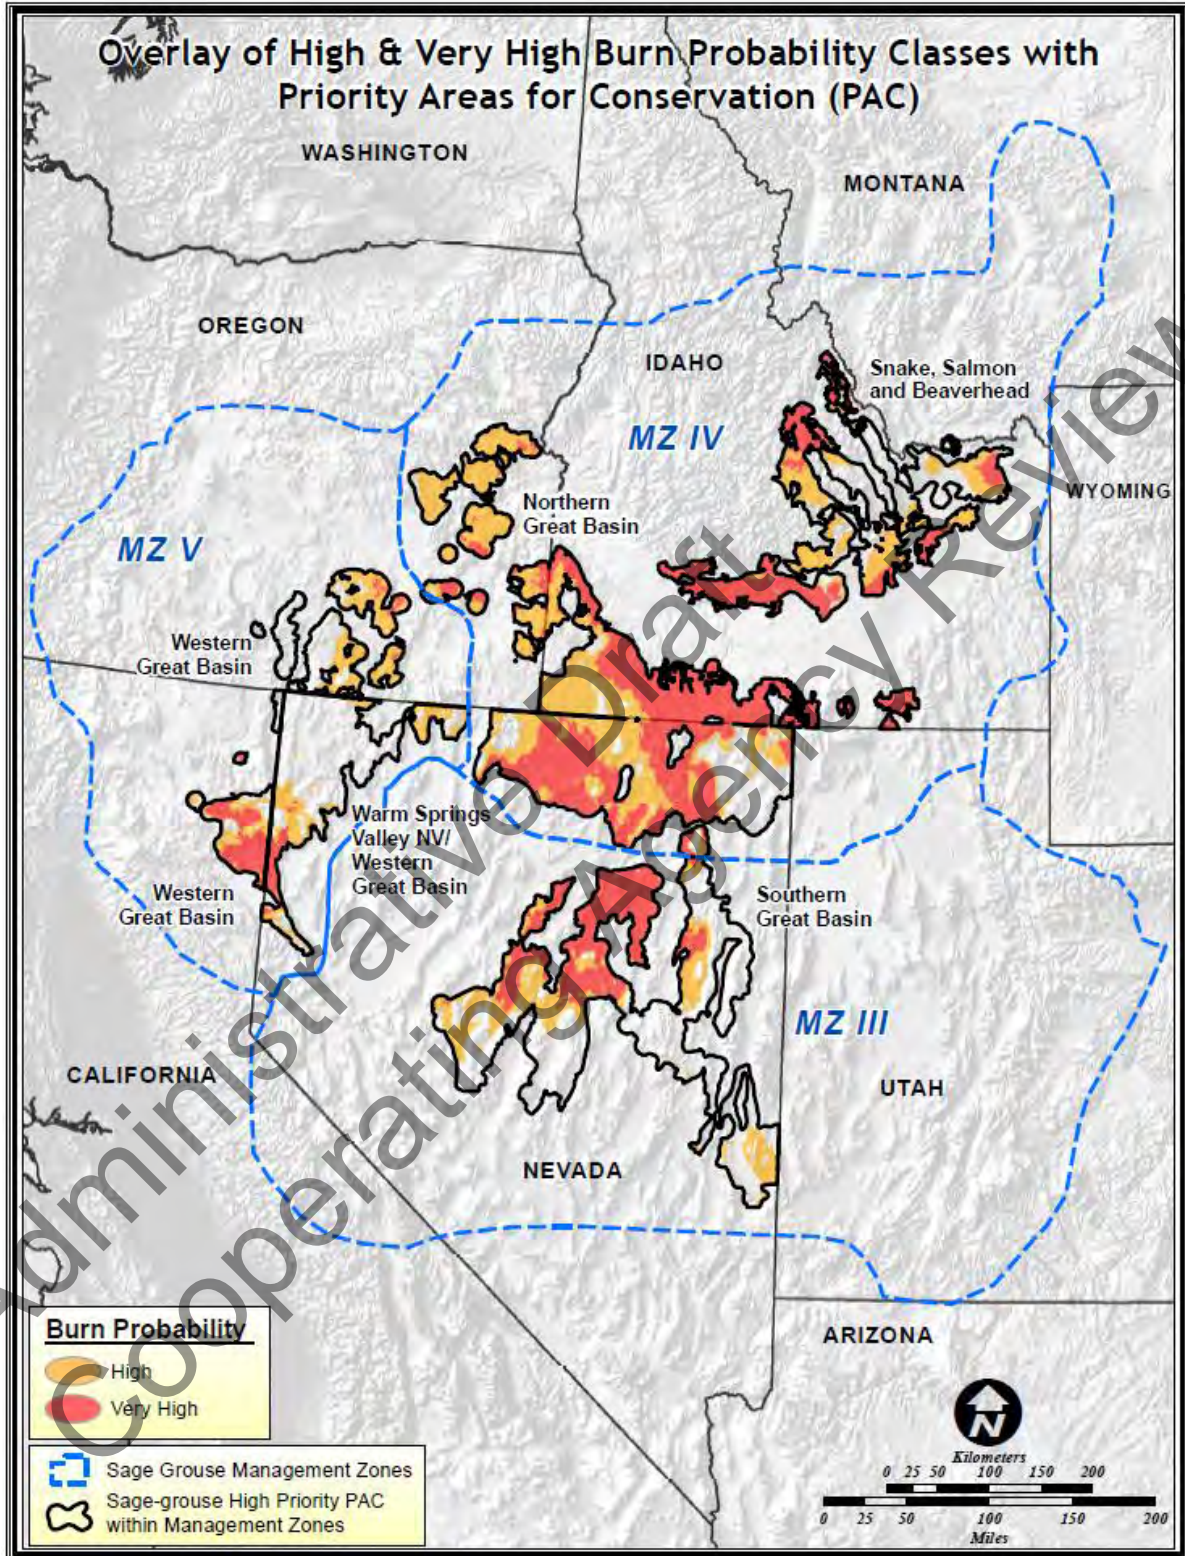 Overlay of High & Very High Burn Probability Classes with
Priority Areas for Conservation (PAC)
WASHINGTON
MONTANA
OREGON
IDAHO
Snake, Salmon
and Beaverhead
MZ IV
WYOMING
Northern
Great Basin
MZ V
Western
Great Basin
Warm Springs
Valley NV/
Western
Great Basin
Western
Great Basin
Southern
Great Basin
MZ III
CALIFORNIA
UTAH
NEVADA
ARIZONA
Administrative Draft
Cooperating Agency Review
Burn Probability
High
Very High
Sage Grouse Management Zones
Sage-grouse High Priority PAC
within Management Zones
N
Kilometers
0 25 50 100 150 200
0 25 50 100 150 200
Miles